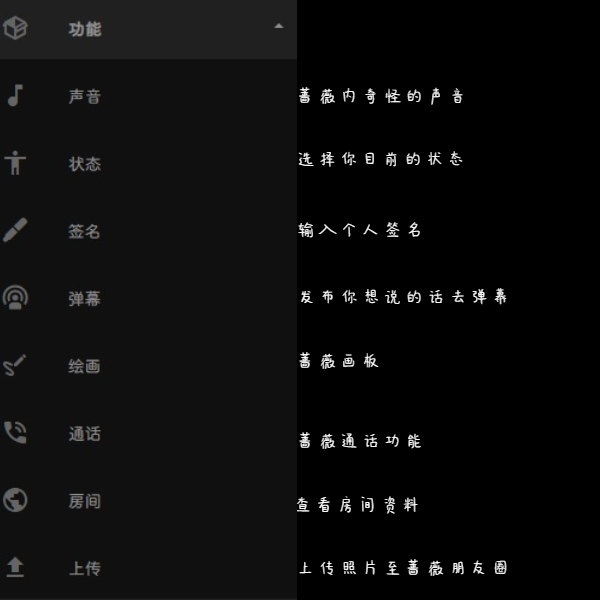 功能
声音 蔷薇内奇怪的声音
状态 选择你目前的状态
签名 输入个人签名
弹幕 发布你想说的话去弹幕
绘画 蔷薇画板
通话 蔷薇通话功能
房间 查看房间资料
上传 上传照片至蔷薇朋友圈